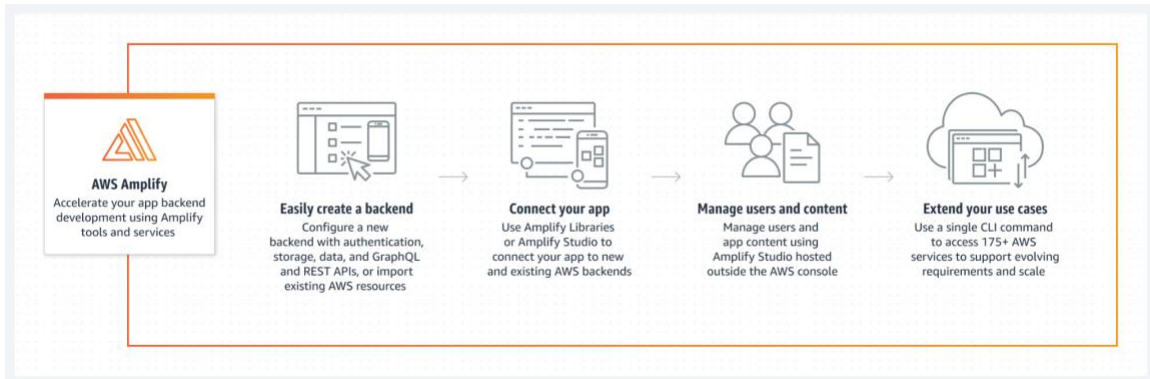 AWS Amplify
Accelerate your app backend
development using Amplify
tools and services
Easily create a backend
Configure a new
backend with authentication,
storage, data, and GraphQL
and REST APIs, or import
existing AWS resources
Connect your app
Use Amplify Libraries
or Amplify Studio to
connect your app to new
and existing AWS backends
Manage users and content
Manage users and
app content using
Amplify Studio hosted
outside the AWS console
Extend your use cases
Use a single CLI command
to access 175+ AWS
services to support evolving
requirements and scale